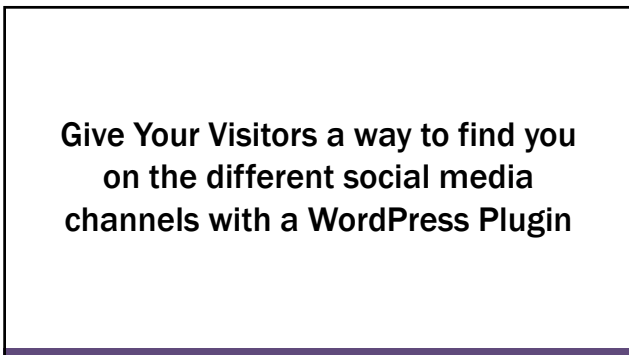 Give Your Visitors a way to find you
on the different social media
channels with a WordPress Plugin